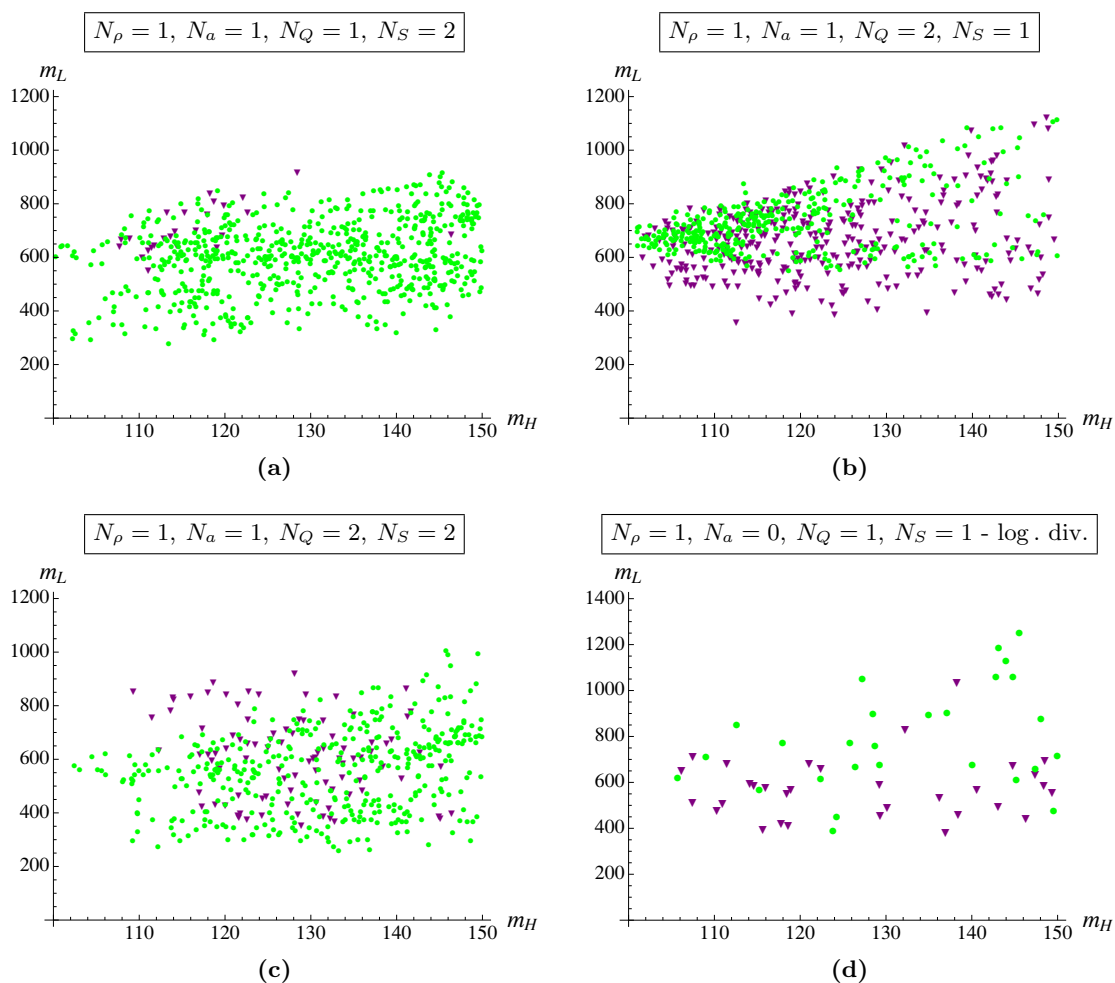 N_ρ = 1, N_a = 1, N_Q = 1, N_S = 2
m_L
1200
1000
800
600
400
200
110 120 130 140 150 m_H
(a)
N_ρ = 1, N_a = 1, N_Q = 2, N_S = 1
m_L
1200
1000
800
600
400
200
110 120 130 140 150 m_H
(b)
N_ρ = 1, N_a = 1, N_Q = 2, N_S = 2
m_L
1200
1000
800
600
400
200
110 120 130 140 150 m_H
(c)
N_ρ = 1, N_a = 0, N_Q = 1, N_S = 1 - log. div.
m_L
1400
1200
1000
800
600
400
200
110 120 130 140 150 m_H
(d)